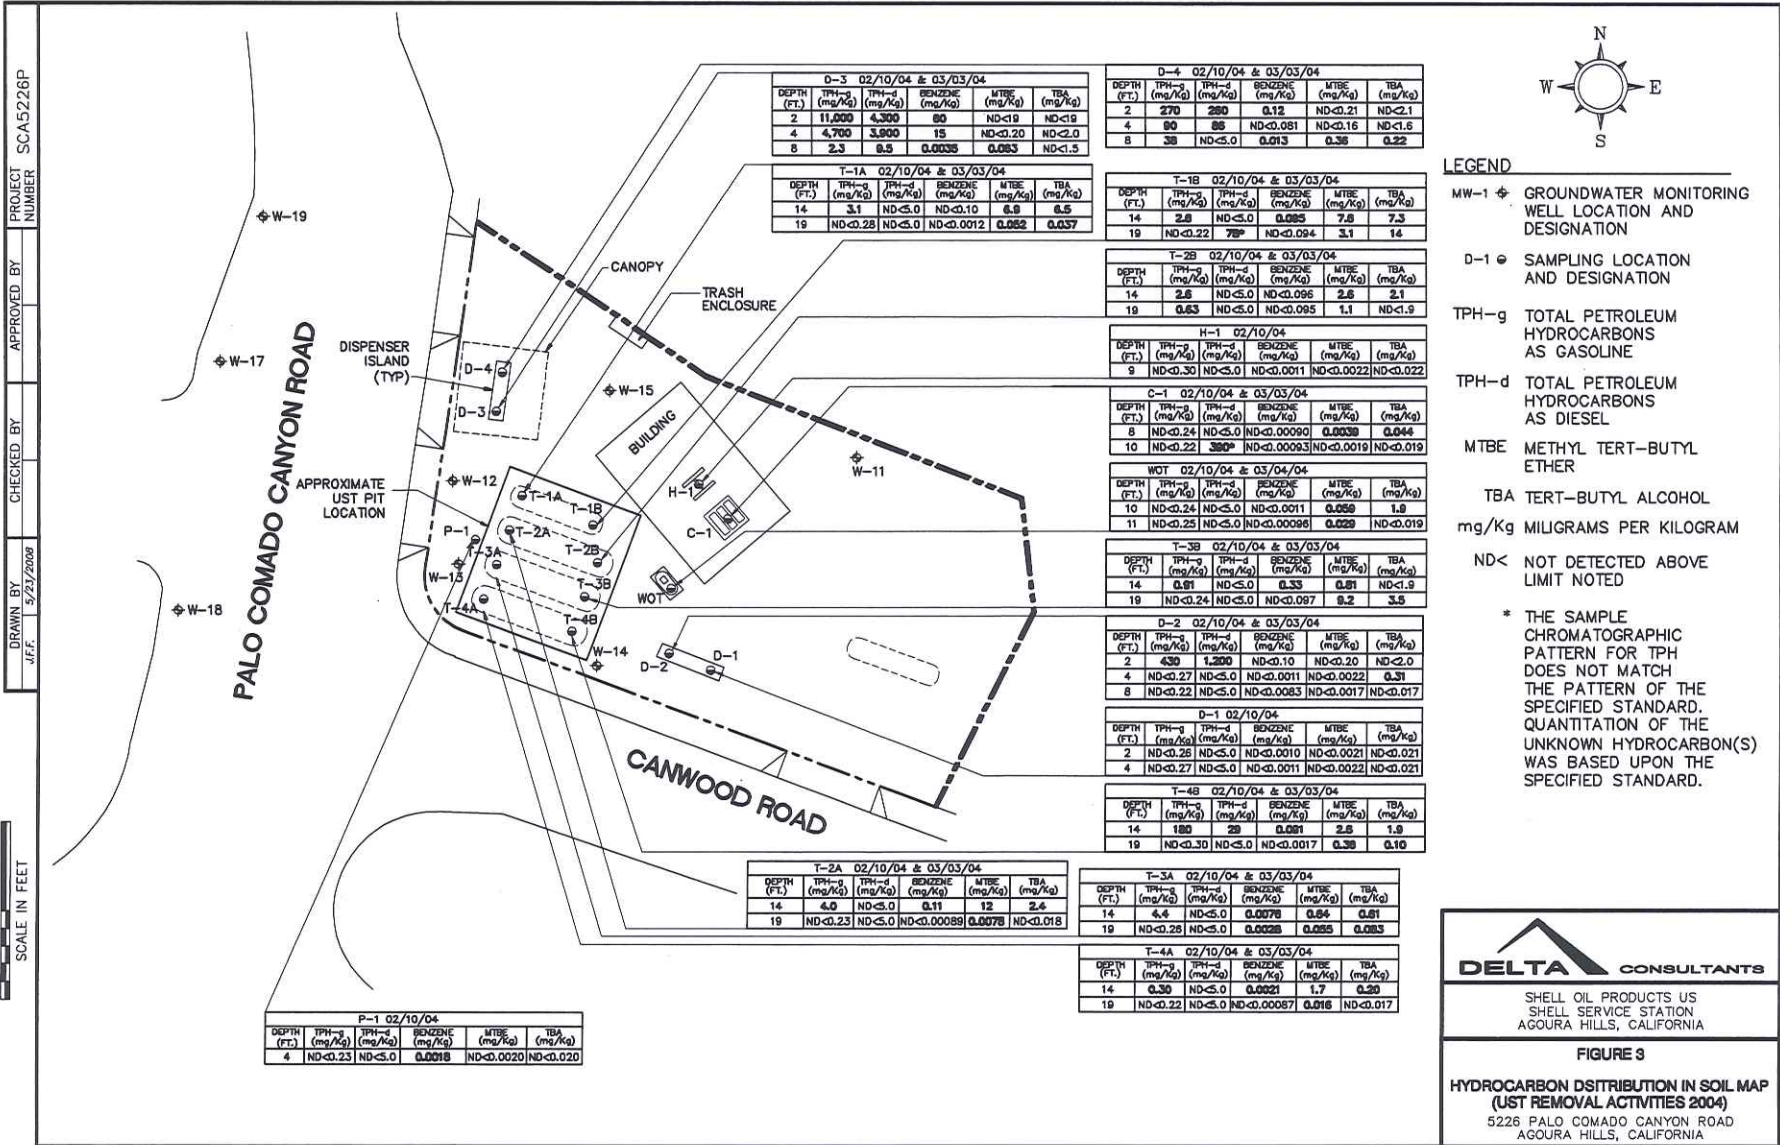 PROJECT NUMBER SCA5226P
APPROVED BY
CHECKED BY
DRAWN BY
J.F.F. 5/23/2008
SCALE IN FEET
W-19
W-17
W-18
PALO COMADO CANYON ROAD
CANOPY
TRASH
ENCLOSURE
DISPENSER
ISLAND
(TYP)
D-4
D-3
W-15
BUILDING
W-11
W-12
APPROXIMATE
UST PIT
LOCATION
H-1
C-1
T-1A
T-1B
T-2A
T-2B
P-1
T-3A
T-3B
W-13
T-4A
T-4B
WOT
W-14
D-2
D-1
CANWOOD ROAD
D-3 02/10/04 & 03/03/04
DEPTH (FT.) TPH-g (mg/Kg) TPH-d (mg/Kg) BENZENE (mg/Kg) MTBE (mg/Kg) TBA (mg/Kg)
2 11,000 4,300 60 ND<19 ND<19
4 4,700 3,900 15 ND<0.20 ND<2.0
8 2.3 9.5 0.0035 0.063 ND<1.5
T-1A 02/10/04 & 03/03/04
DEPTH (FT.) TPH-g (mg/Kg) TPH-d (mg/Kg) BENZENE (mg/Kg) MTBE (mg/Kg) TBA (mg/Kg)
14 3.1 ND<5.0 ND<0.10 6.9 6.5
19 ND<0.28 ND<5.0 ND<0.0012 0.052 0.037
D-4 02/10/04 & 03/03/04
DEPTH (FT.) TPH-g (mg/Kg) TPH-d (mg/Kg) BENZENE (mg/Kg) MTBE (mg/Kg) TBA (mg/Kg)
2 270 260 0.12 ND<0.21 ND<2.1
4 90 86 ND<0.081 ND<0.16 ND<1.6
8 38 ND<5.0 0.013 0.36 0.22
T-1B 02/10/04 & 03/03/04
DEPTH (FT.) TPH-g (mg/Kg) TPH-d (mg/Kg) BENZENE (mg/Kg) MTBE (mg/Kg) TBA (mg/Kg)
14 2.8 ND<5.0 0.095 7.6 7.3
19 ND<0.22 78* ND<0.094 3.1 14
T-2B 02/10/04 & 03/03/04
DEPTH (FT.) TPH-g (mg/Kg) TPH-d (mg/Kg) BENZENE (mg/Kg) MTBE (mg/Kg) TBA (mg/Kg)
14 2.6 ND<5.0 ND<0.096 2.6 2.1
19 0.63 ND<5.0 ND<0.095 1.1 ND<1.9
H-1 02/10/04
DEPTH (FT.) TPH-g (mg/Kg) TPH-d (mg/Kg) BENZENE (mg/Kg) MTBE (mg/Kg) TBA (mg/Kg)
9 ND<0.30 ND<5.0 ND<0.0011 ND<0.0022 ND<0.022
C-1 02/10/04 & 03/03/04
DEPTH (FT.) TPH-g (mg/Kg) TPH-d (mg/Kg) BENZENE (mg/Kg) MTBE (mg/Kg) TBA (mg/Kg)
8 ND<0.24 ND<5.0 ND<0.00090 0.0039 0.044
10 ND<0.22 390* ND<0.00093 ND<0.0019 ND<0.019
WOT 02/10/04 & 03/04/04
DEPTH (FT.) TPH-g (mg/Kg) TPH-d (mg/Kg) BENZENE (mg/Kg) MTBE (mg/Kg) TBA (mg/Kg)
10 ND<0.24 ND<5.0 ND<0.0011 0.059 1.9
11 ND<0.25 ND<5.0 ND<0.00096 0.029 ND<0.019
T-3B 02/10/04 & 03/03/04
DEPTH (FT.) TPH-g (mg/Kg) TPH-d (mg/Kg) BENZENE (mg/Kg) MTBE (mg/Kg) TBA (mg/Kg)
14 0.91 ND<5.0 0.33 0.81 ND<1.9
19 ND<0.24 ND<5.0 ND<0.097 9.2 3.5
D-2 02/10/04 & 03/03/04
DEPTH (FT.) TPH-g (mg/Kg) TPH-d (mg/Kg) BENZENE (mg/Kg) MTBE (mg/Kg) TBA (mg/Kg)
2 430 1,200 ND<0.10 ND<0.20 ND<2.0
4 ND<0.27 ND<5.0 ND<0.0011 ND<0.0022 0.31
8 ND<0.22 ND<5.0 ND<0.0083 ND<0.0017 ND<0.017
D-1 02/10/04
DEPTH (FT.) TPH-g (mg/Kg) TPH-d (mg/Kg) BENZENE (mg/Kg) MTBE (mg/Kg) TBA (mg/Kg)
2 ND<0.26 ND<5.0 ND<0.0010 ND<0.0021 ND<0.021
4 ND<0.27 ND<5.0 ND<0.0011 ND<0.0022 ND<0.021
T-4B 02/10/04 & 03/03/04
DEPTH (FT.) TPH-g (mg/Kg) TPH-d (mg/Kg) BENZENE (mg/Kg) MTBE (mg/Kg) TBA (mg/Kg)
14 180 29 0.091 2.6 1.9
19 ND<0.30 ND<5.0 ND<0.0017 0.38 0.10
T-2A 02/10/04 & 03/03/04
DEPTH (FT.) TPH-g (mg/Kg) TPH-d (mg/Kg) BENZENE (mg/Kg) MTBE (mg/Kg) TBA (mg/Kg)
14 4.0 ND<5.0 0.11 12 2.4
19 ND<0.23 ND<5.0 ND<0.00089 0.0078 ND<0.018
T-3A 02/10/04 & 03/03/04
DEPTH (FT.) TPH-g (mg/Kg) TPH-d (mg/Kg) BENZENE (mg/Kg) MTBE (mg/Kg) TBA (mg/Kg)
14 4.4 ND<5.0 0.0076 0.64 0.61
19 ND<0.26 ND<5.0 0.0028 0.055 0.083
T-4A 02/10/04 & 03/03/04
DEPTH (FT.) TPH-g (mg/Kg) TPH-d (mg/Kg) BENZENE (mg/Kg) MTBE (mg/Kg) TBA (mg/Kg)
14 0.30 ND<5.0 0.0021 1.7 0.20
19 ND<0.22 ND<5.0 ND<0.00087 0.016 ND<0.017
P-1 02/10/04
DEPTH (FT.) TPH-g (mg/Kg) TPH-d (mg/Kg) BENZENE (mg/Kg) MTBE (mg/Kg) TBA (mg/Kg)
4 ND<0.23 ND<5.0 0.0018 ND<0.0020 ND<0.020
N
W E
S
LEGEND
MW-1 GROUNDWATER MONITORING
WELL LOCATION AND
DESIGNATION
D-1 SAMPLING LOCATION
AND DESIGNATION
TPH-g TOTAL PETROLEUM
HYDROCARBONS
AS GASOLINE
TPH-d TOTAL PETROLEUM
HYDROCARBONS
AS DIESEL
MTBE METHYL TERT-BUTYL
ETHER
TBA TERT-BUTYL ALCOHOL
mg/Kg MILIGRAMS PER KILOGRAM
ND< NOT DETECTED ABOVE
LIMIT NOTED
* THE SAMPLE
CHROMATOGRAPHIC
PATTERN FOR TPH
DOES NOT MATCH
THE PATTERN OF THE
SPECIFIED STANDARD.
QUANTITATION OF THE
UNKNOWN HYDROCARBON(S)
WAS BASED UPON THE
SPECIFIED STANDARD.
DELTA CONSULTANTS
SHELL OIL PRODUCTS US
SHELL SERVICE STATION
AGOURA HILLS, CALIFORNIA
FIGURE 3
HYDROCARBON DSITRIBUTION IN SOIL MAP
(UST REMOVAL ACTIVITIES 2004)
5226 PALO COMADO CANYON ROAD
AGOURA HILLS, CALIFORNIA